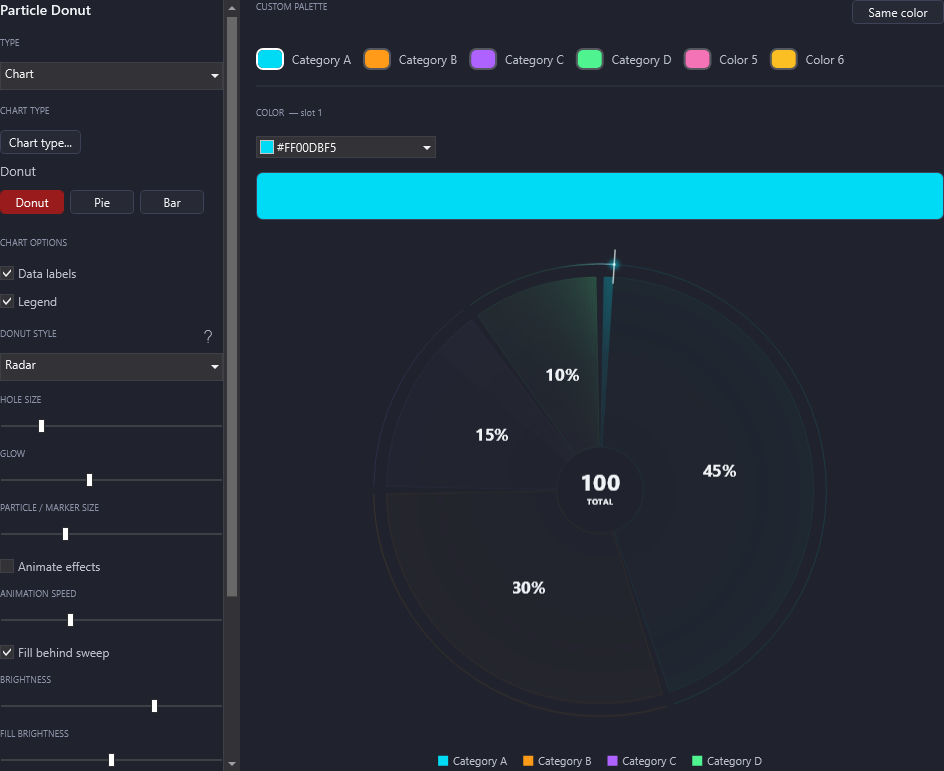 Particle Donut
TYPE
Chart
CHART TYPE
Chart type...
Donut
Donut
Pie
Bar
CHART OPTIONS
Data labels
Legend
DONUT STYLE
?
Radar
HOLE SIZE
GLOW
PARTICLE / MARKER SIZE
Animate effects
ANIMATION SPEED
Fill behind sweep
BRIGHTNESS
FILL BRIGHTNESS
CUSTOM PALETTE
Same color
Category A
Category B
Category C
Category D
Color 5
Color 6
COLOR — slot 1
#FF00DBF5
10%
15%
45%
100
TOTAL
30%
Category A
Category B
Category C
Category D